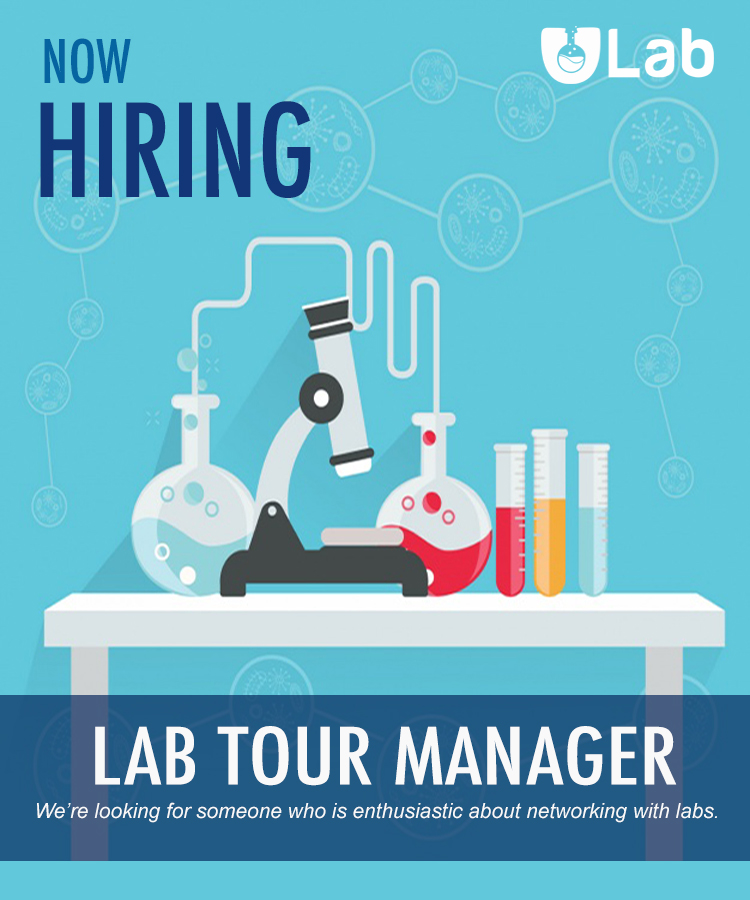 NOW
HIRING
Lab
LAB TOUR MANAGER
We're looking for someone who is enthusiastic about networking with labs.